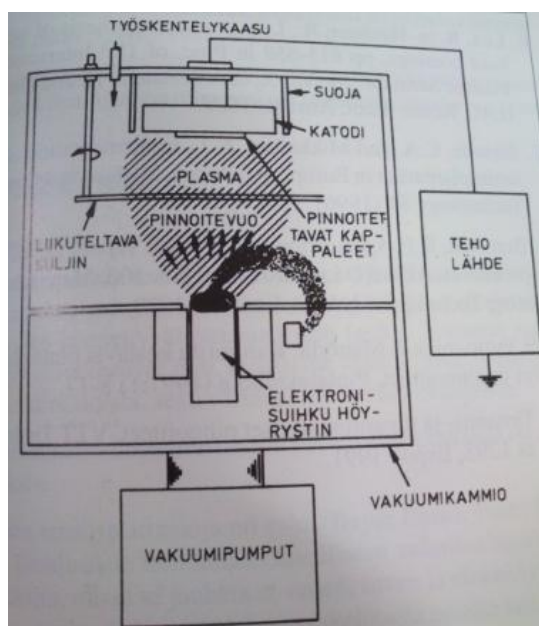 TYÖSKENTELYKAASU
SUOJA
KATODI
PLASMA
PINNOITEVUO
PINNOITET-
TAVAT KAP-
PALEET
LIIKUTELTAVA
SULJIN
TEHO
LÄHDE
ELEKTRONI-
SUIHKU HÖY-
RYSTIN
VAKUUMIKAMMIO
VAKUUMIPUMPUT